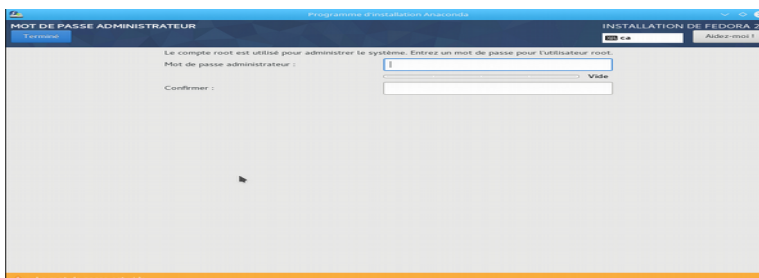 Programme d'installation Anaconda
MOT DE PASSE ADMINISTRATEUR
INSTALLATION DE FEDORA 2
Terminé
ca
Aidez-moi !
Le compte root est utilisé pour administrer le système. Entrez un mot de passe pour l'utilisateur root.
Mot de passe administrateur :
Vide
Confirmer :